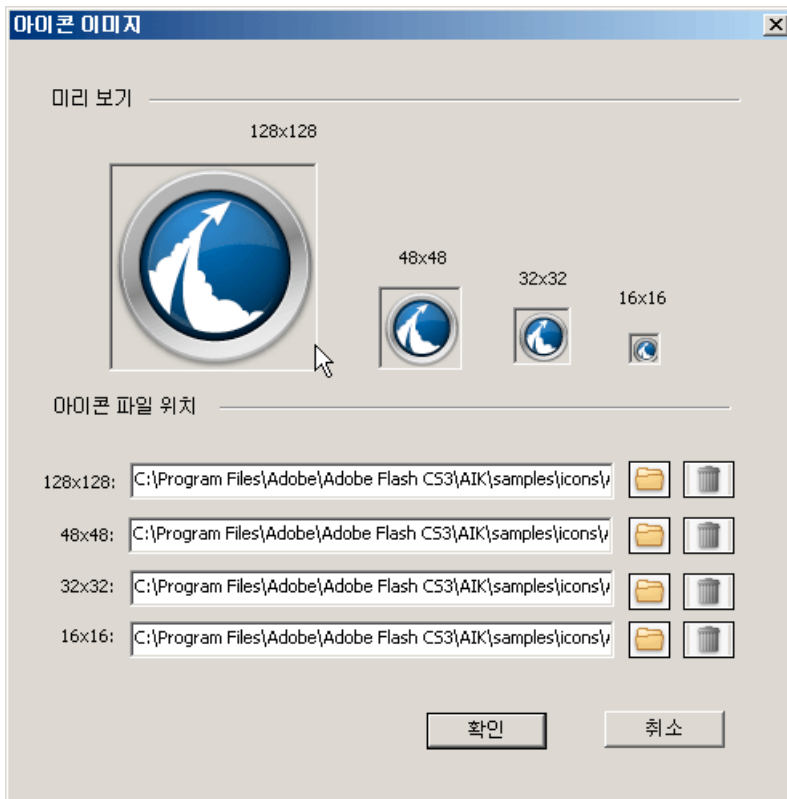 아이콘 이미지
미리 보기
128x128
48x48
32x32
16x16
아이콘 파일 위치
128x128: C:\Program Files\Adobe\Adobe Flash CS3\AIK\samples\icons\
48x48: C:\Program Files\Adobe\Adobe Flash CS3\AIK\samples\icons\
32x32: C:\Program Files\Adobe\Adobe Flash CS3\AIK\samples\icons\
16x16: C:\Program Files\Adobe\Adobe Flash CS3\AIK\samples\icons\
확인 취소